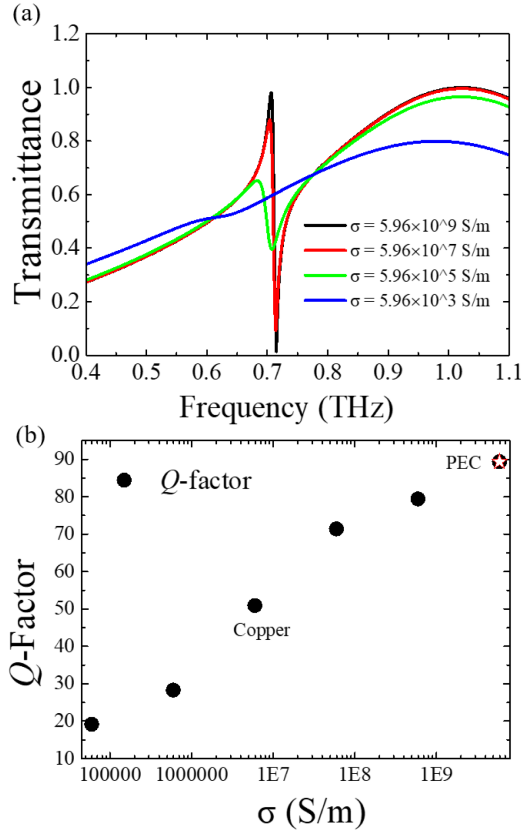 (a)
1.2
1.0
0.8
0.6
0.4
0.2
0.0
Transmittance
σ = 5.96×10^9 S/m
σ = 5.96×10^7 S/m
σ = 5.96×10^5 S/m
σ = 5.96×10^3 S/m
0.4 0.5 0.6 0.7 0.8 0.9 1.0 1.1
Frequency (THz)
(b)
90
80
70
60
50
40
30
20
10
Q-Factor
Q-factor
PEC
Copper
100000 1000000 1E7 1E8 1E9
σ (S/m)